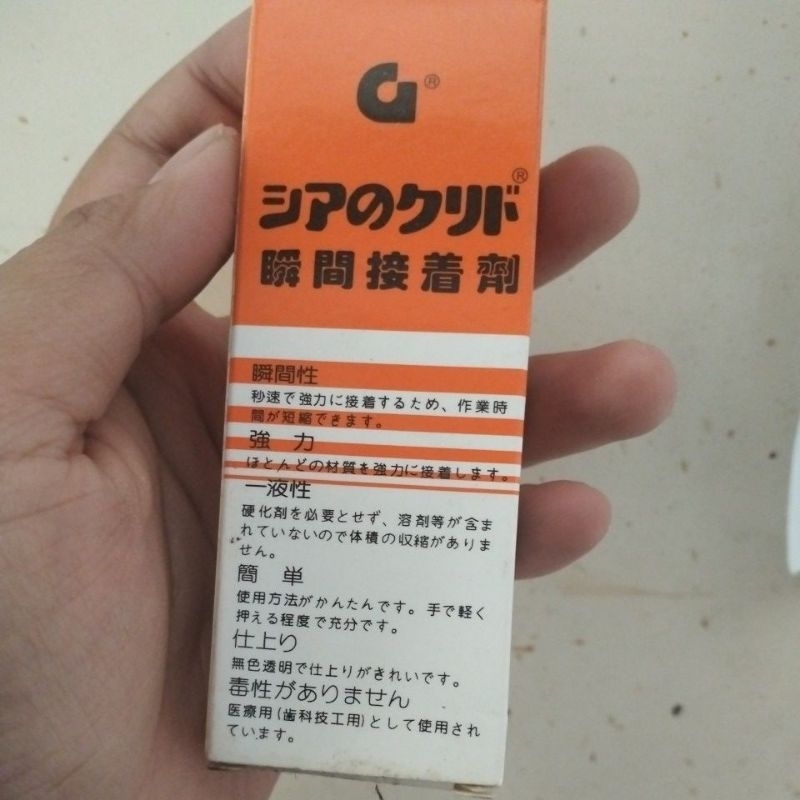 シアのクリド®
瞬間接着劑
瞬間性
秒速で強力に接着するため、作業時
間が短縮できます。
強 力
ほとんどの材質を強力に接着します。
一液性
硬化剤を必要とせず、溶剤等が含ま
れていないので体積の収縮がありま
せん。
簡 単
使用方法がかんたんです。手で軽く
押える程度で充分です。
仕上り
無色透明で仕上りがきれいです。
毒性がありません
医療用(歯科技工用)として使用され
ています。